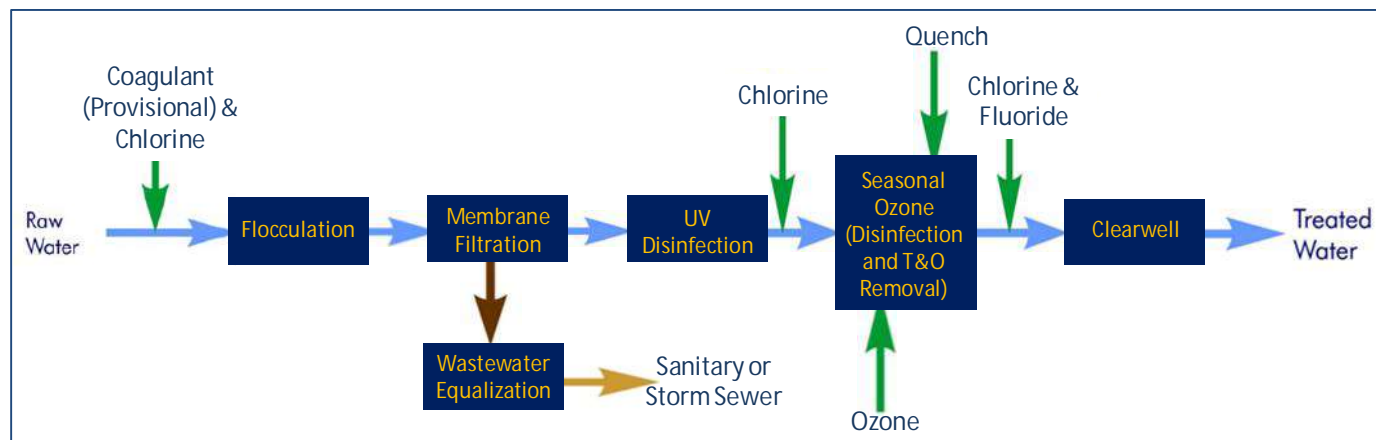 Coagulant
(Provisional) &
Chlorine
Raw
Water
Flocculation
Membrane
Filtration
Wastewater
Equalization
Sanitary or
Storm Sewer
UV
Disinfection
Chlorine
Quench
Seasonal
Ozone
(Disinfection
and T&O
Removal)
Ozone
Chlorine &
Fluoride
Clearwell
Treated
Water